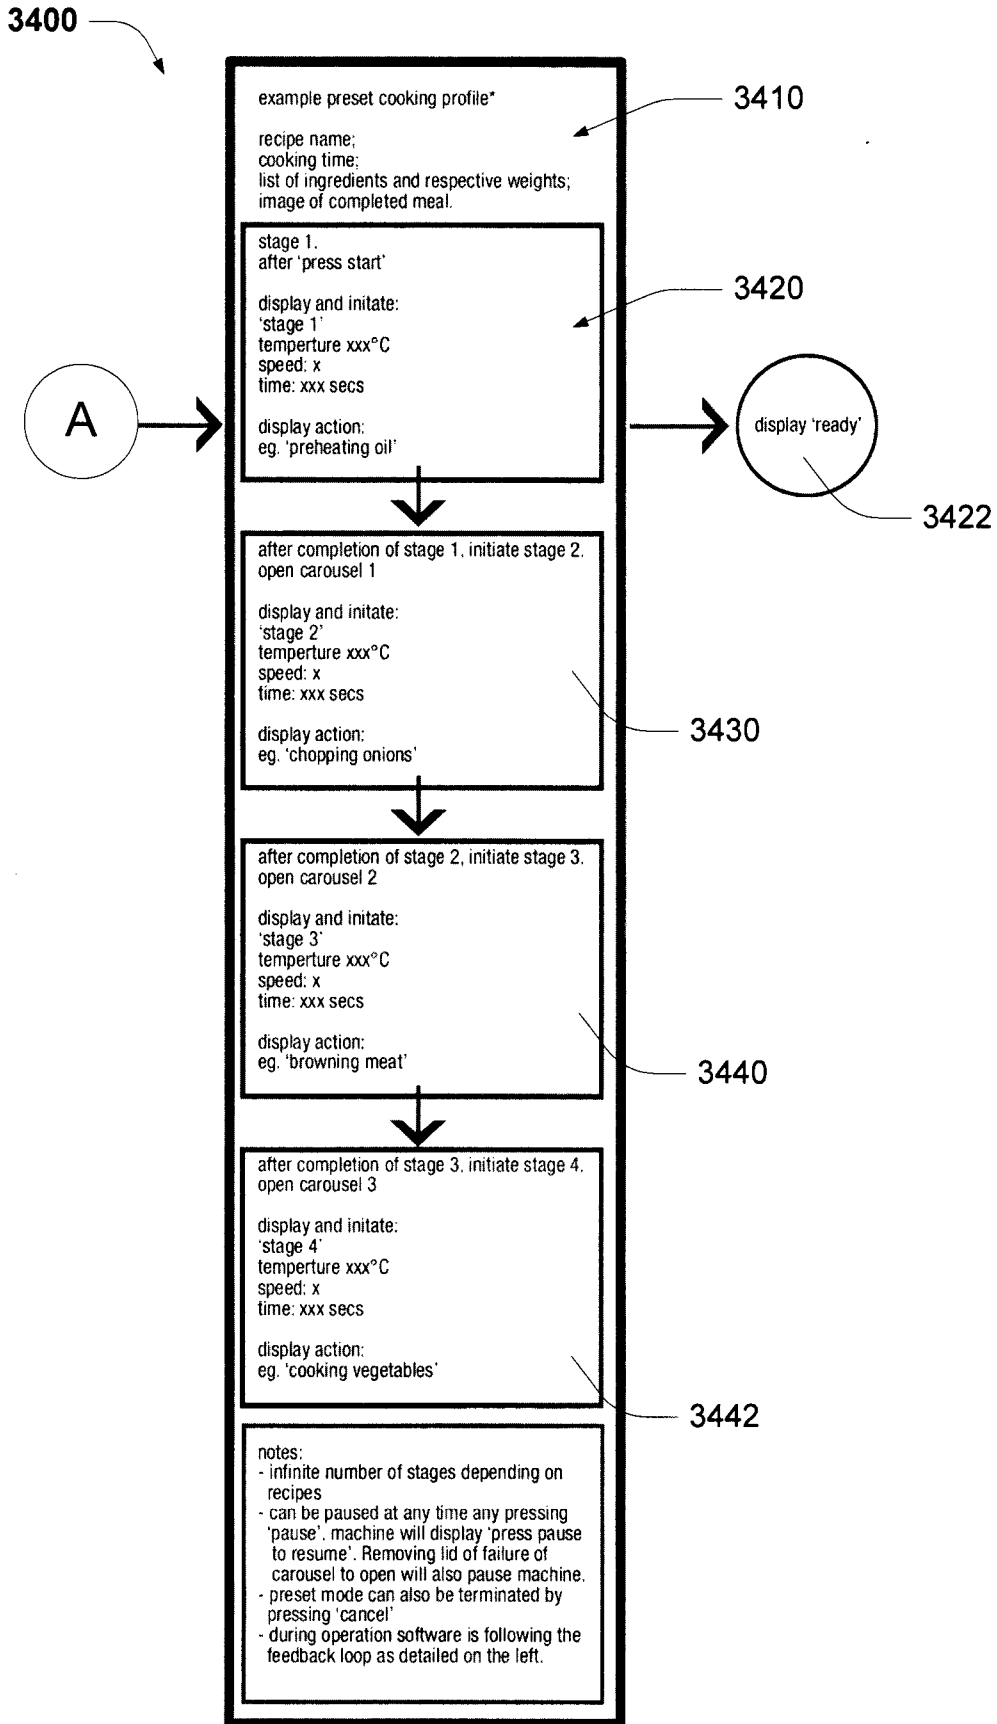 3400
example preset cooking profile*
3410
recipe name;
cooking time;
list of ingredients and respective weights;
image of completed meal.
stage 1.
after 'press start'
3420
display and initate:
'stage 1'
temperture xxx°C
speed: x
time: xxx secs
A
display action:
eg. 'preheating oil'
display 'ready'
3422
after completion of stage 1, initiate stage 2.
open carousel 1
display and initate:
'stage 2'
temperture xxx°C
speed: x
time: xxx secs
3430
display action:
eg. 'chopping onions'
after completion of stage 2, initiate stage 3.
open carousel 2
display and initate:
'stage 3'
temperture xxx°C
speed: x
time: xxx secs
display action:
eg. 'browning meat'
3440
after completion of stage 3, initiate stage 4.
open carousel 3
display and initate:
'stage 4'
temperture xxx°C
speed: x
time: xxx secs
display action:
eg. 'cooking vegetables'
3442
notes:
- infinite number of stages depending on
recipes
- can be paused at any time any pressing
'pause'. machine will display 'press pause
to resume'. Removing lid of failure of
carousel to open will also pause machine.
- preset mode can also be terminated by
pressing 'cancel'
- during operation software is following the
feedback loop as detailed on the left.